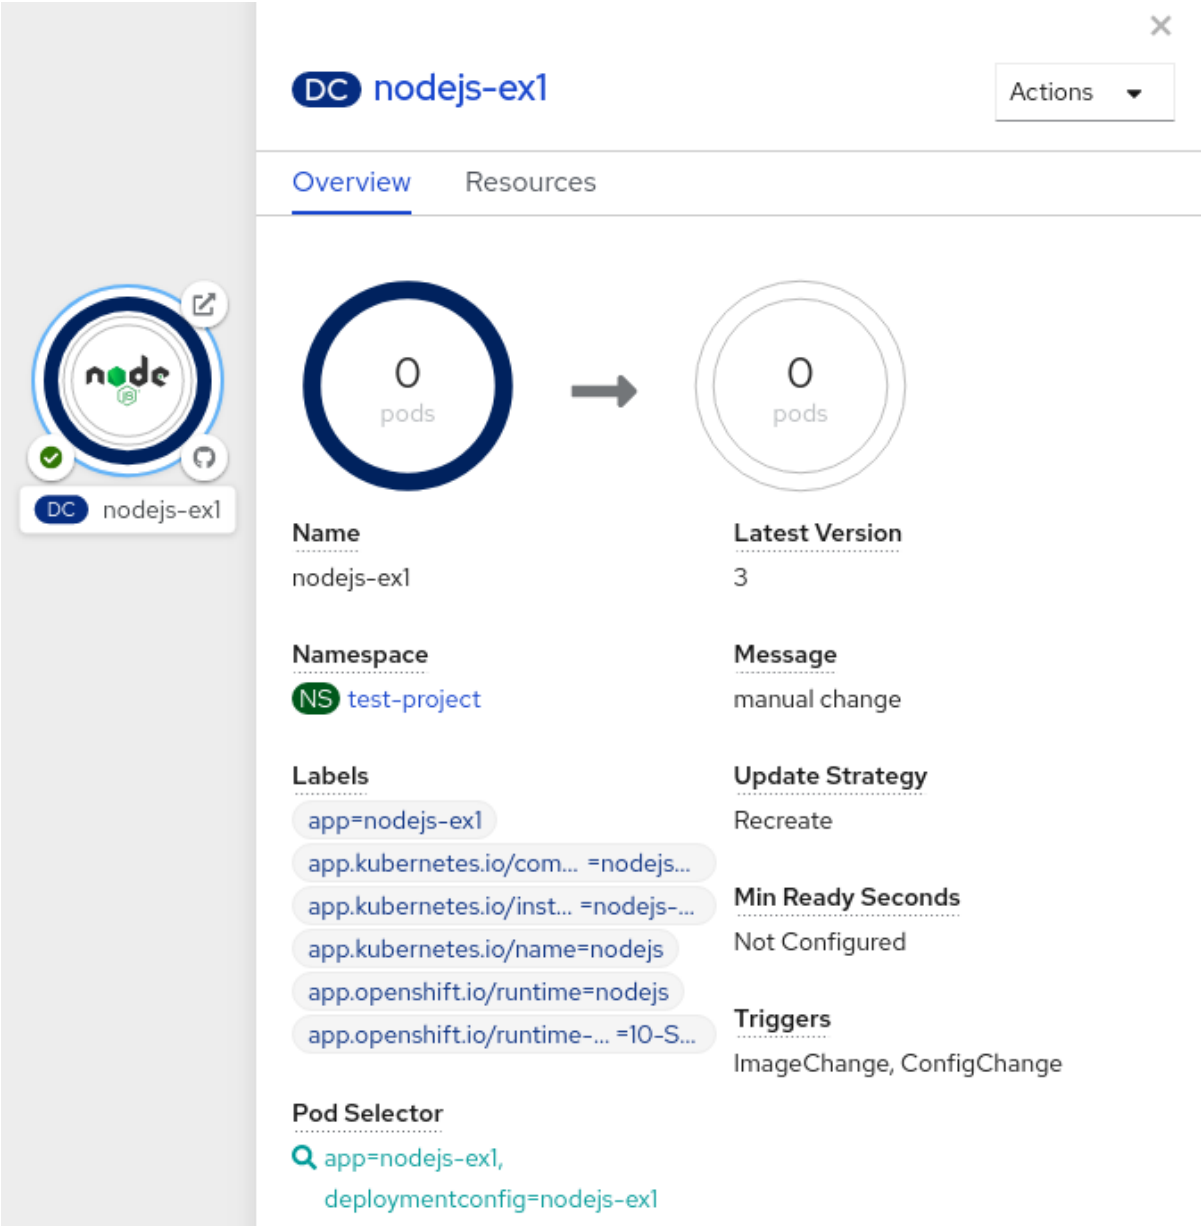 DC nodejs-ex1
Actions
Overview Resources
0 pods
0 pods
node
JS
DC nodejs-ex1
Name
nodejs-ex1
Latest Version
3
Namespace
NS test-project
Message
manual change
Labels
app=nodejs-ex1
app.kubernetes.io/com... =nodejs...
app.kubernetes.io/inst... =nodejs-...
app.kubernetes.io/name=nodejs
app.openshift.io/runtime=nodejs
app.openshift.io/runtime-... =10-S...
Update Strategy
Recreate
Min Ready Seconds
Not Configured
Triggers
ImageChange, ConfigChange
Pod Selector
app=nodejs-ex1,
deploymentconfig=nodejs-ex1